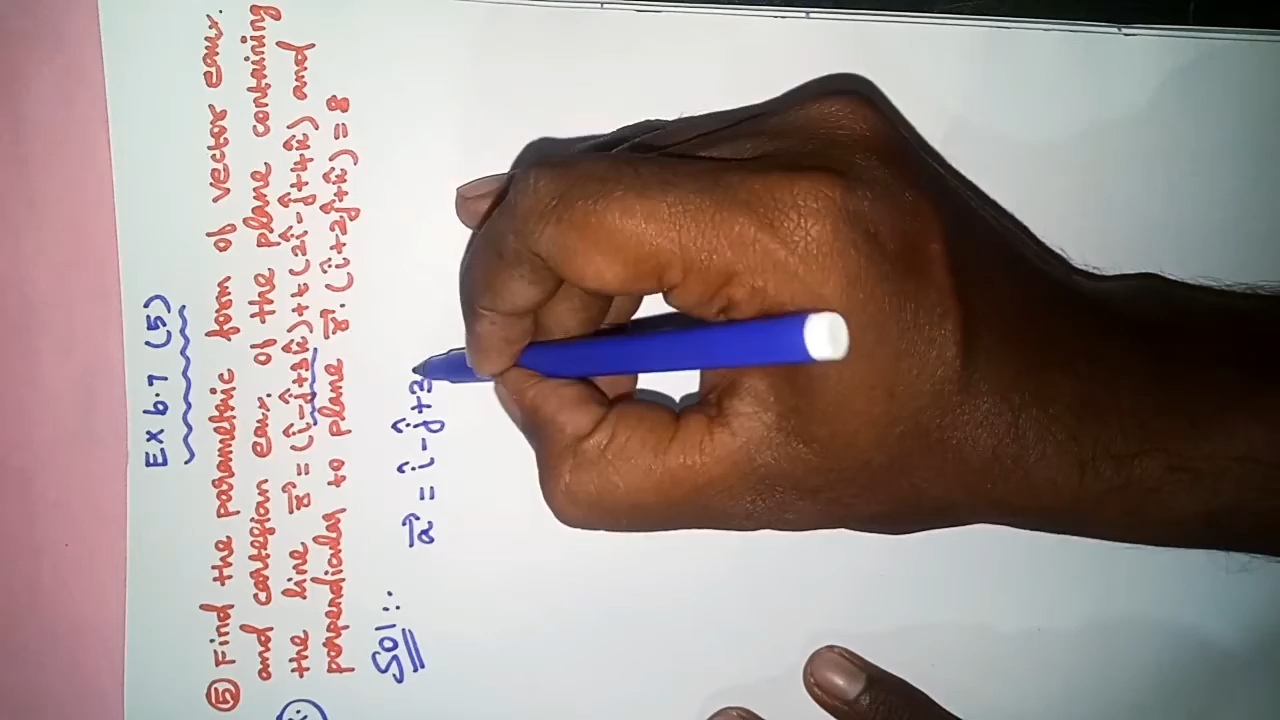 EX 6.7 (5)
⑤ Find the parametric form of vector eqn.
and cartesian eqn. of the plane containing
the line r⃗ = (î-ĵ+3k̂)+t(2î-ĵ+4k̂) and
perpendicular to plane r⃗.(î+2ĵ+k̂)=8
Sol:-
a⃗ = î-ĵ+3